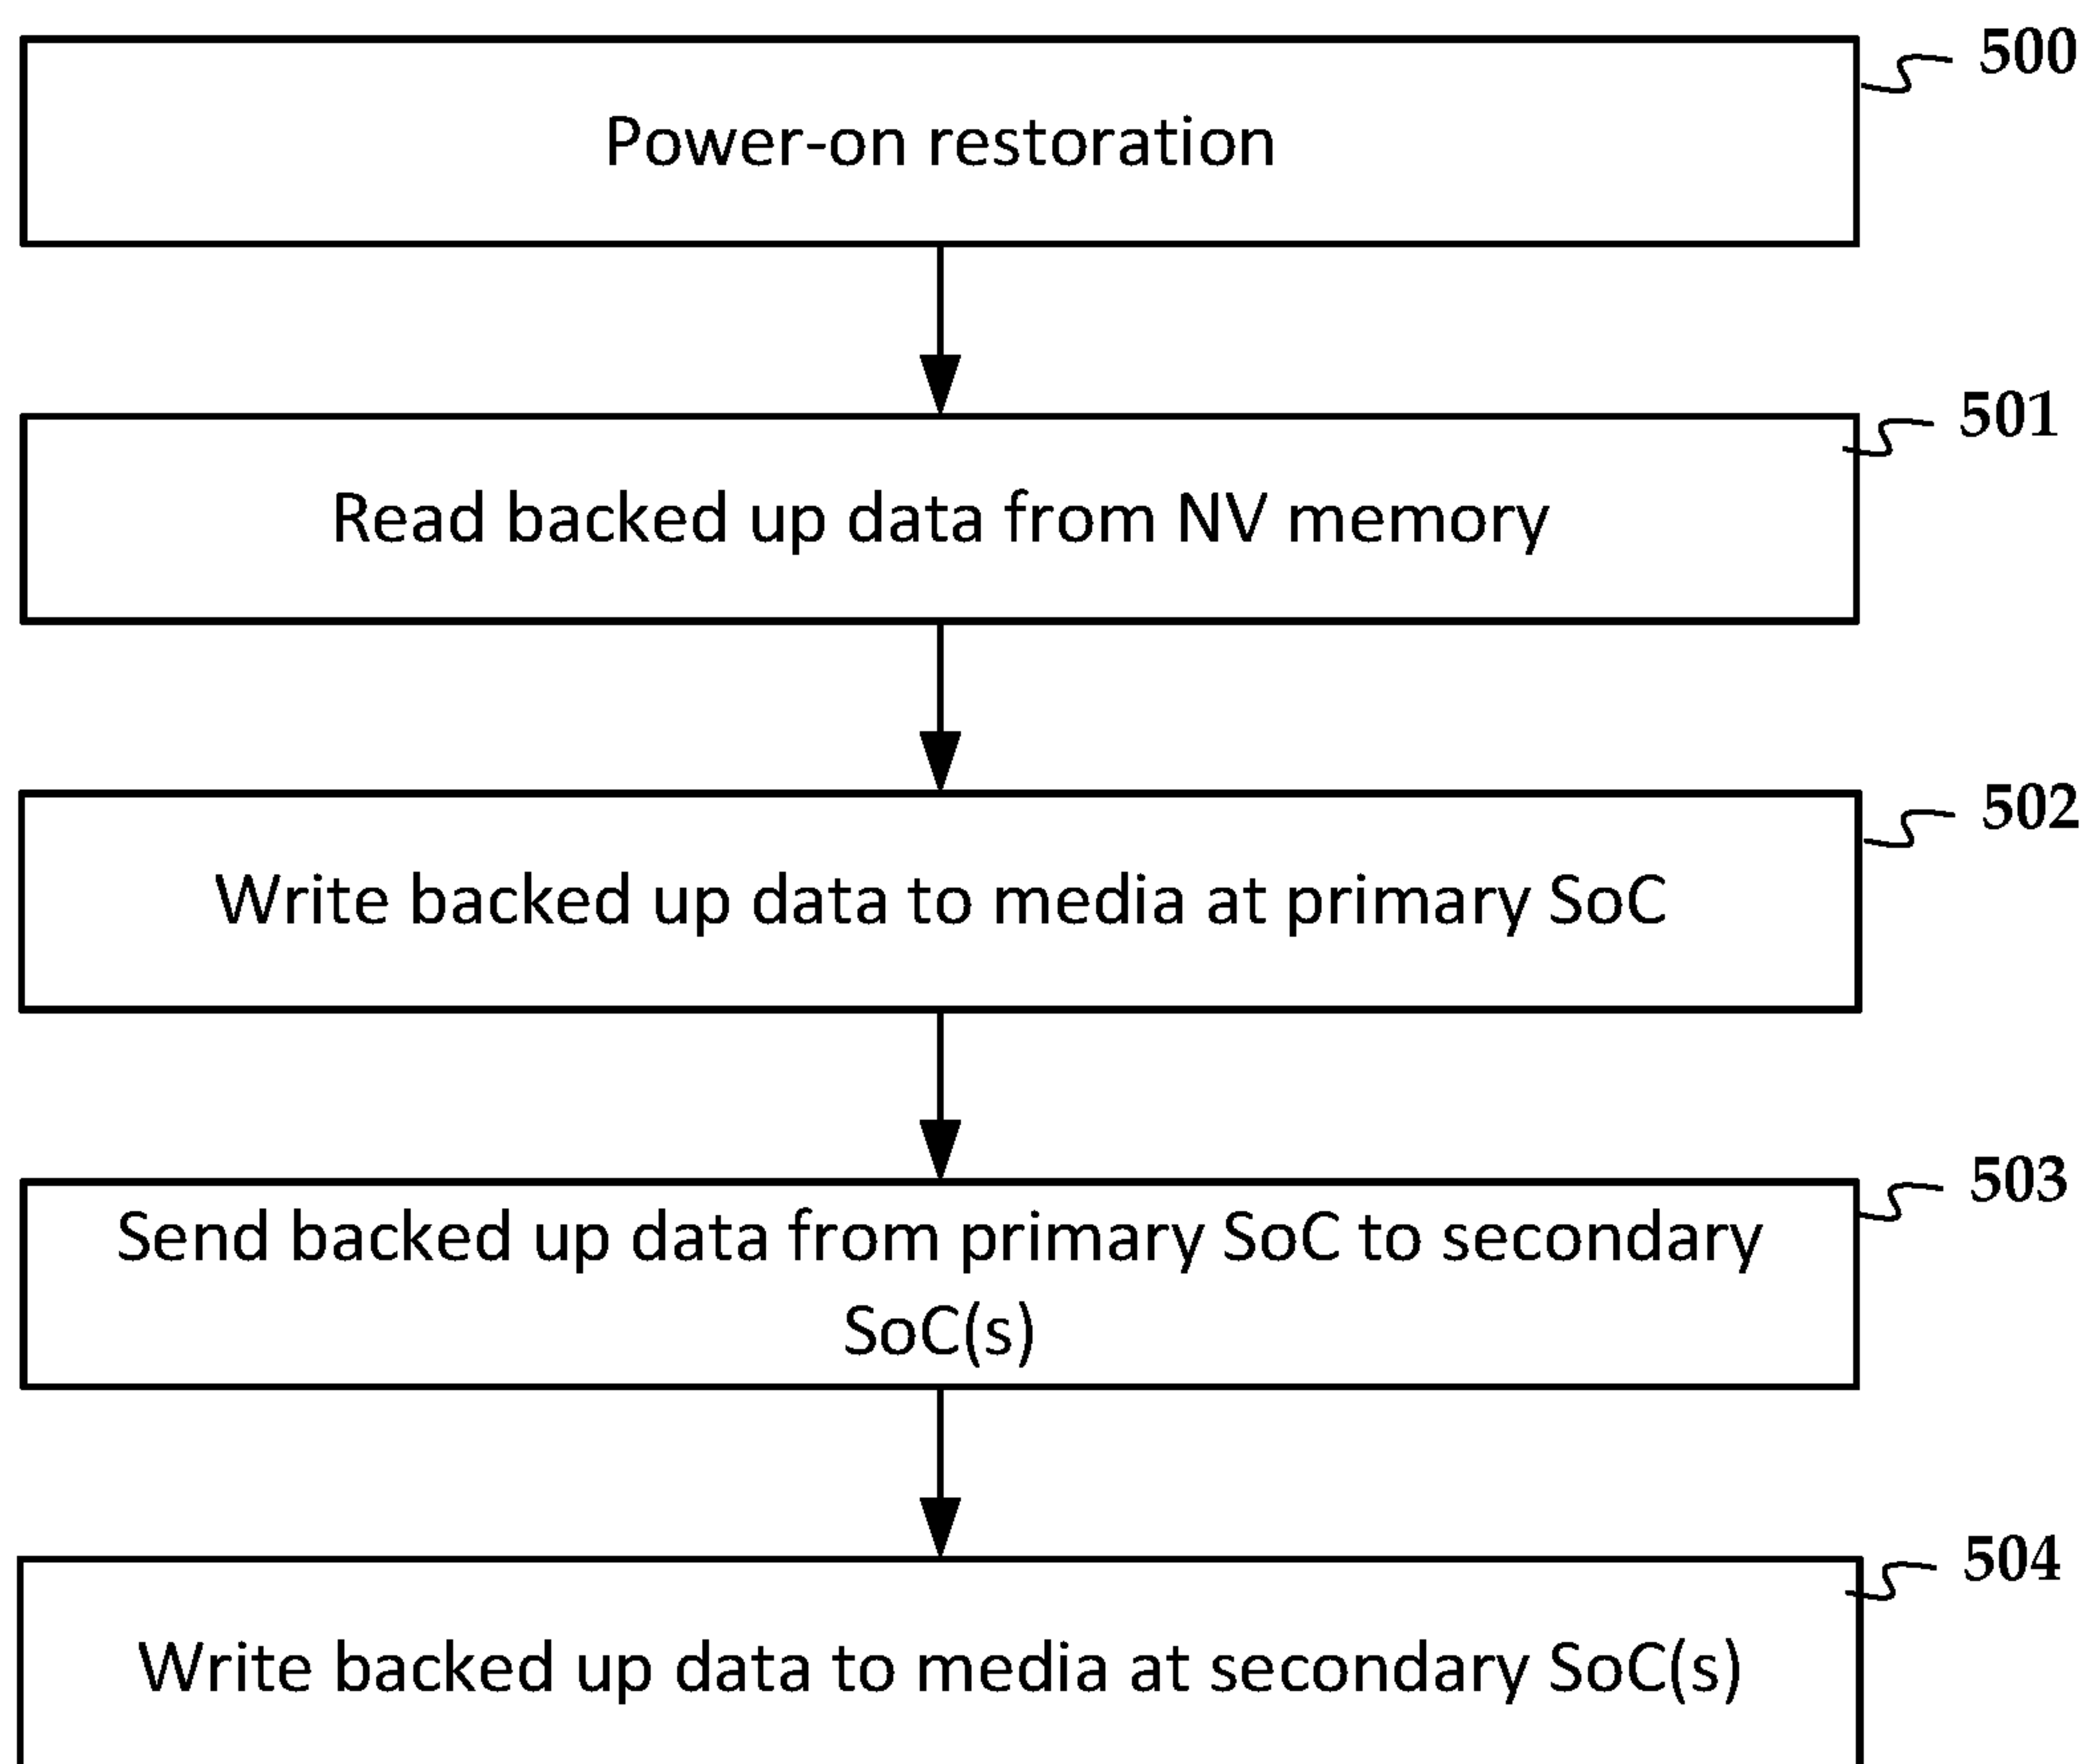 500
Power-on restoration
501
Read backed up data from NV memory
502
Write backed up data to media at primary SoC
503
Send backed up data from primary SoC to secondary
SoC(s)
504
Write backed up data to media at secondary SoC(s)